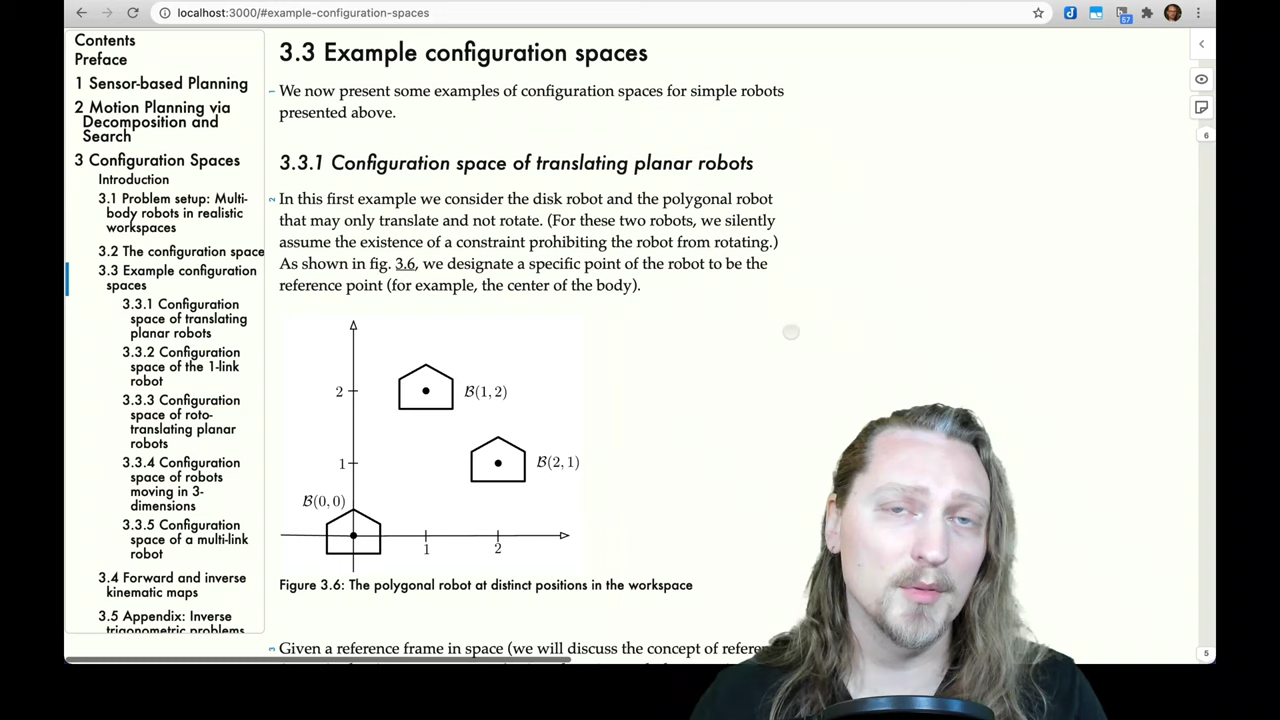 localhost:3000/#example-configuration-spaces
57
Contents
Preface
1 Sensor-based Planning
2 Motion Planning via
Decomposition and
Search
3 Configuration Spaces
Introduction
3.1 Problem setup: Multi-
body robots in realistic
workspaces
3.2 The configuration space
3.3 Example configuration
spaces
3.3.1 Configuration
space of translating
planar robots
3.3.2 Configuration
space of the 1-link
robot
3.3.3 Configuration
space of roto-
translating planar
robots
3.3.4 Configuration
space of robots
moving in 3-
dimensions
3.3.5 Configuration
space of a multi-link
robot
3.4 Forward and inverse
kinematic maps
3.5 Appendix: Inverse
trigonometric problems
3.3 Example configuration spaces
1 We now present some examples of configuration spaces for simple robots
presented above.
3.3.1 Configuration space of translating planar robots
2 In this first example we consider the disk robot and the polygonal robot
that may only translate and not rotate. (For these two robots, we silently
assume the existence of a constraint prohibiting the robot from rotating.)
As shown in fig. 3.6, we designate a specific point of the robot to be the
reference point (for example, the center of the body).
2
B(1, 2)
1
B(2, 1)
B(0, 0)
1
2
Figure 3.6: The polygonal robot at distinct positions in the workspace
3 Given a reference frame in space (we will discuss the concept of refere
6
5